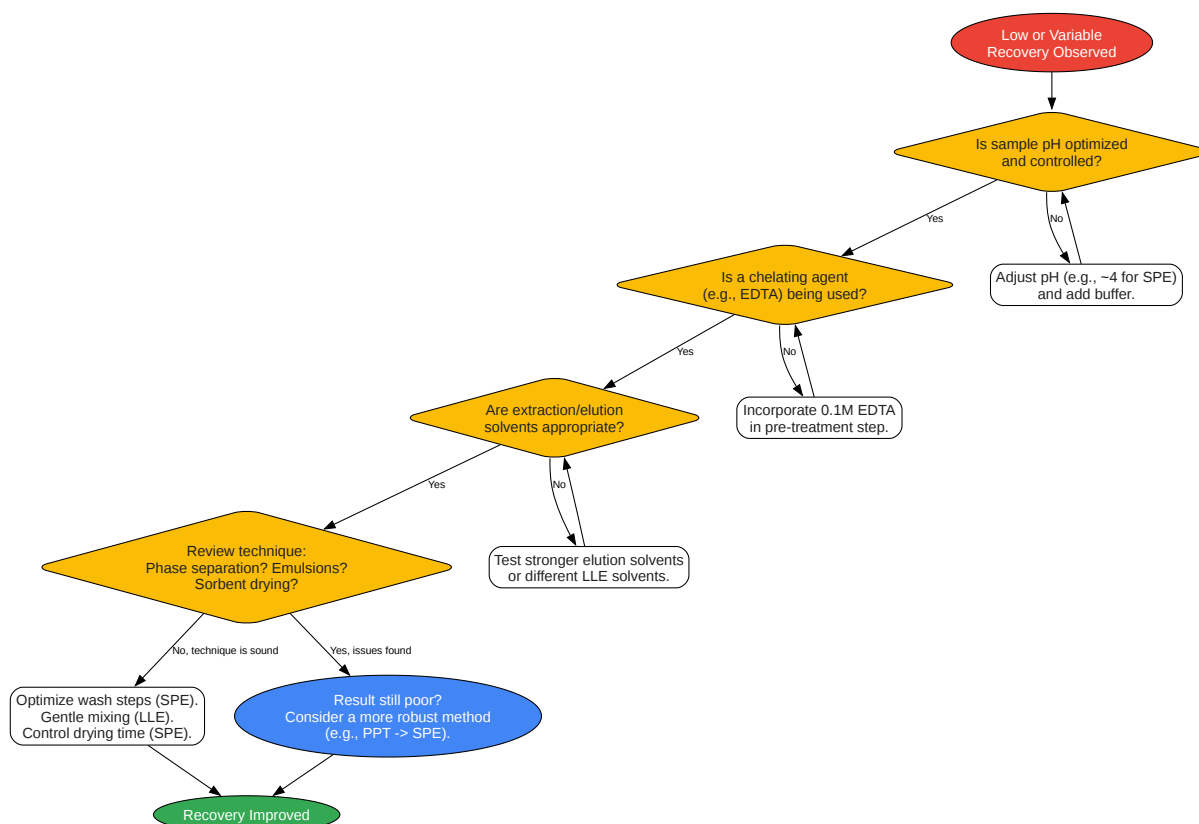 Low or Variable
Recovery Observed
Is sample pH optimized
and controlled?
Yes
No
Adjust pH (e.g., ~4 for SPE)
and add buffer.
Is a chelating agent
(e.g., EDTA) being used?
Yes
No
Incorporate 0.1M EDTA
in pre-treatment step.
Are extraction/elution
solvents appropriate?
Yes
No
Test stronger elution solvents
or different LLE solvents.
Review technique:
Phase separation? Emulsions?
Sorbent drying?
No, technique is sound
Yes, issues found
Optimize wash steps (SPE).
Gentle mixing (LLE).
Control drying time (SPE).
Result still poor?
Consider a more robust method
(e.g., PPT -> SPE).
Recovery Improved